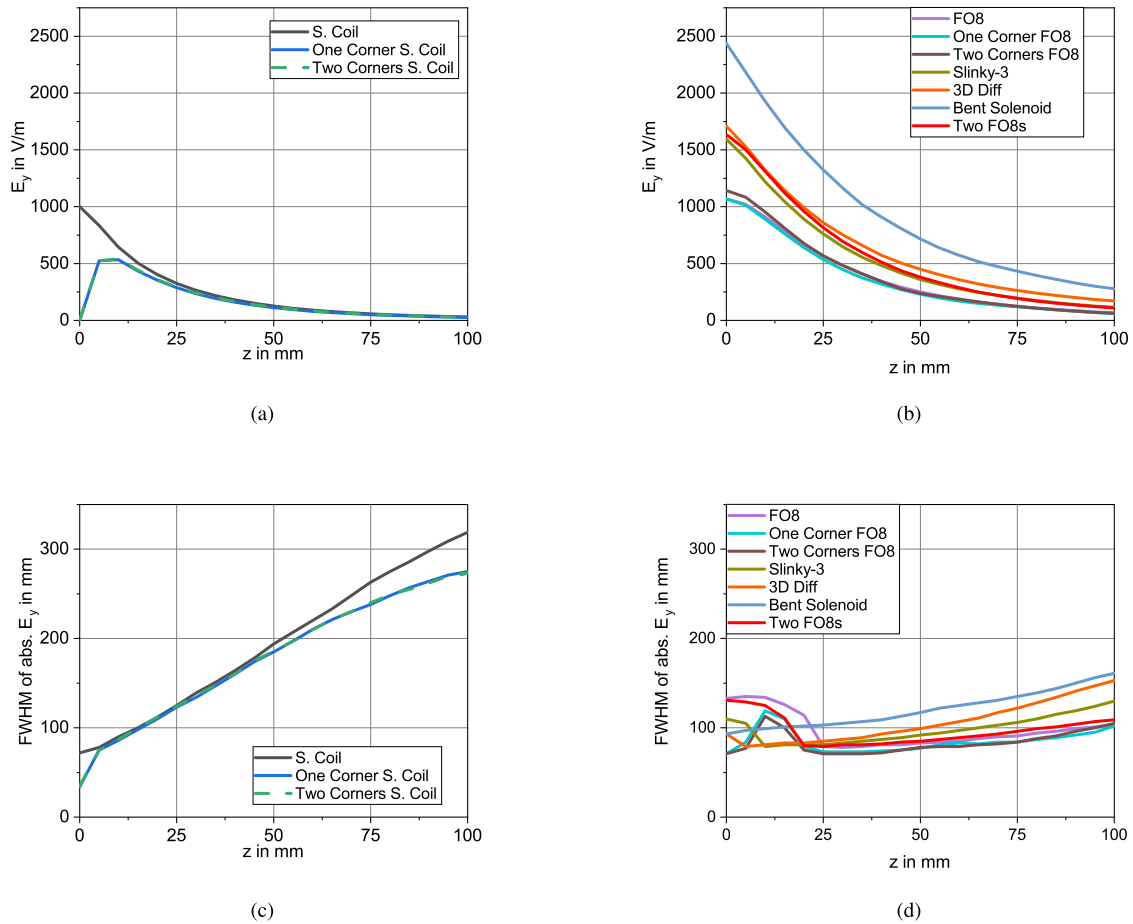 2500
2000
1500
1000
500
0
E_y in V/m
S. Coil
One Corner S. Coil
Two Corners S. Coil
0 25 50 75 100
z in mm
(a)
2500
2000
1500
1000
500
0
E_y in V/m
FO8
One Corner FO8
Two Corners FO8
Slinky-3
3D Diff
Bent Solenoid
Two FO8s
0 25 50 75 100
z in mm
(b)
300
200
100
0
FWHM of abs. E_y in mm
S. Coil
One Corner S. Coil
Two Corners S. Coil
0 25 50 75 100
z in mm
(c)
300
200
100
0
FWHM of abs. E_y in mm
FO8
One Corner FO8
Two Corners FO8
Slinky-3
3D Diff
Bent Solenoid
Two FO8s
0 25 50 75 100
z in mm
(d)